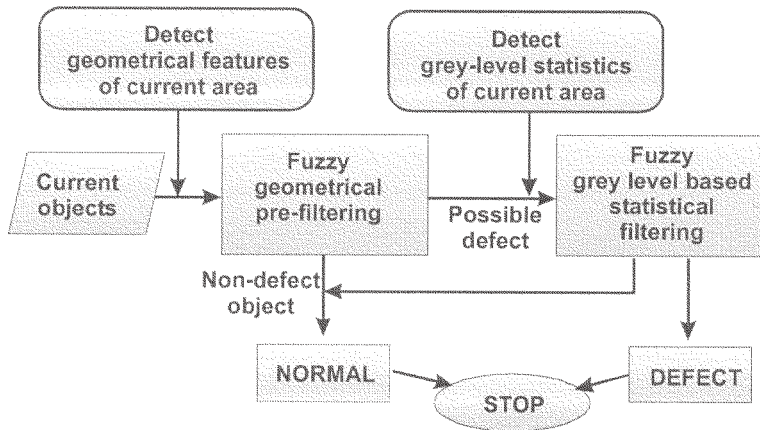 Detect
geometrical features
of current area
Detect
grey-level statistics
of current area
Current
objects
Fuzzy
geometrical
pre-filtering
Possible
defect
Fuzzy
grey level based
statistical
filtering
Non-defect
object
NORMAL
STOP
DEFECT